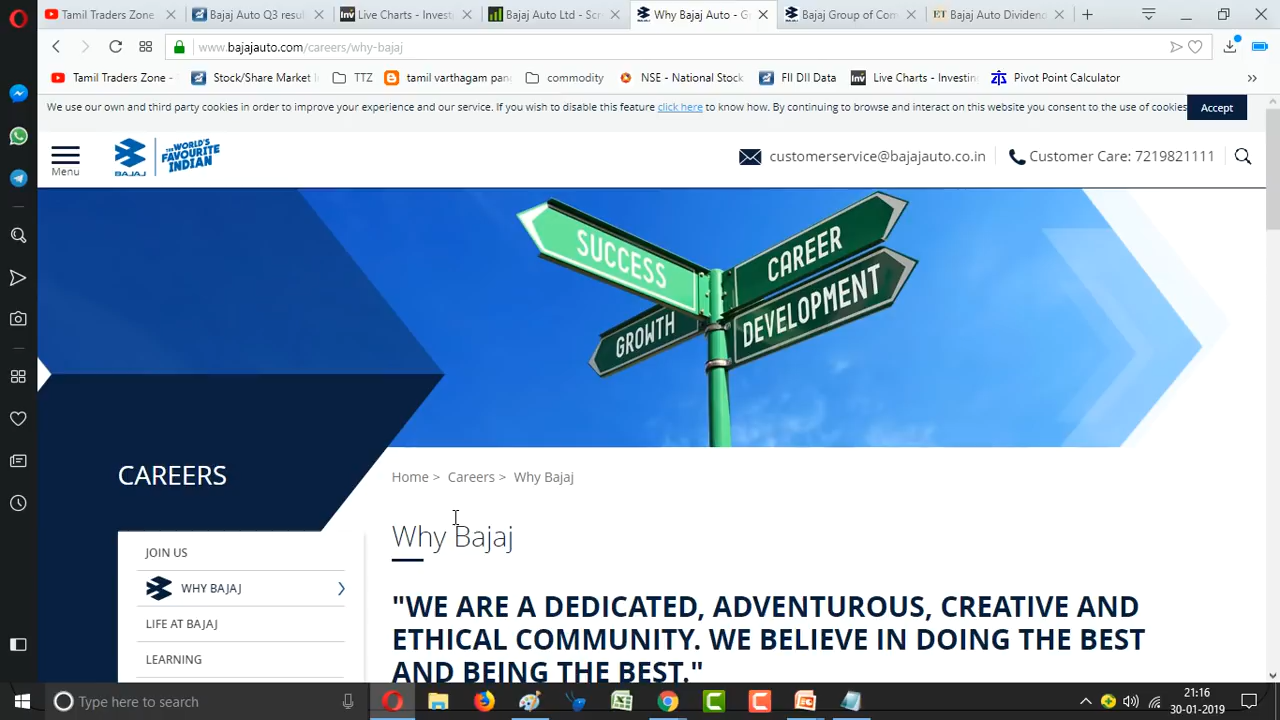 Tamil Traders Zone
Bajaj Auto Q3 resul
Live Charts - Invest
Bajaj Auto Ltd - Scr
Why Bajaj Auto - Gr
Bajaj Group of Com
Bajaj Auto Dividend
www.bajajauto.com/careers/why-bajaj
Tamil Traders Zone -
Stock/Share Market
TTZ
tamil varthagam pan
commodity
NSE - National Stock
FII DII Data
Live Charts - Investin
Pivot Point Calculator
We use our own and third party cookies in order to improve your experience and our service. If you wish to disable this feature click here to know how. By continuing to browse and interact on this website you consent to the use of cookies
Accept
Menu
BAJAJ
THE WORLD'S
FAVOURITE
INDIAN
customerservice@bajajauto.co.in
Customer Care: 7219821111
SUCCESS
CAREER
GROWTH
DEVELOPMENT
CAREERS
Home > Careers > Why Bajaj
Why Bajaj
JOIN US
WHY BAJAJ
LIFE AT BAJAJ
LEARNING
"WE ARE A DEDICATED, ADVENTUROUS, CREATIVE AND
ETHICAL COMMUNITY. WE BELIEVE IN DOING THE BEST
AND BEING THE BEST."
Type here to search
21:16
30-01-2019